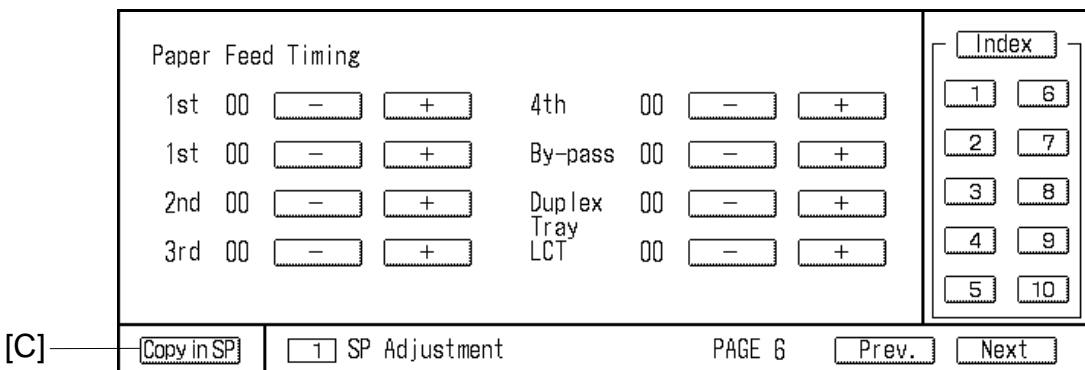 Paper Feed Timing
1st 00 − + 4th 00 − +
1st 00 − + By-pass 00 − +
2nd 00 − + Duplex Tray 00 − +
3rd 00 − + LCT 00 − +
Index
1 6
2 7
3 8
4 9
5 10
[C] Copy in SP 1 SP Adjustment PAGE 6 Prev. Next